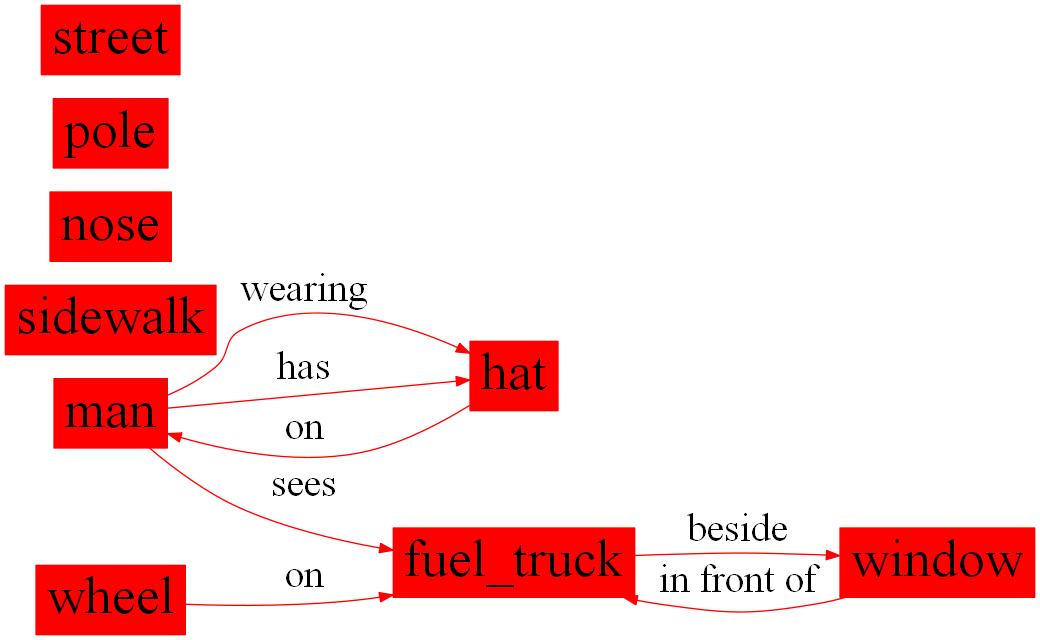 street
pole
nose
sidewalk
wearing
has
hat
man
on
sees
beside
fuel_truck
window
in front of
on
wheel